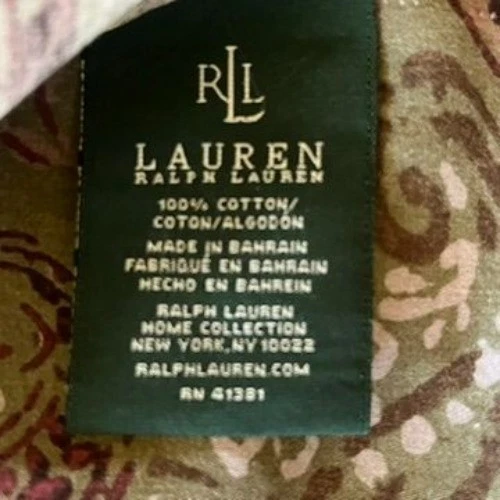 RLL
LAUREN
RALPH LAUREN
100% COTTON/
COTON/ALGODÓN
MADE IN BAHRAIN
FABRIQUÉ EN BAHRAIN
HECHO EN BAHREIN
RALPH LAUREN
HOME COLLECTION
NEW YORK, NY 10022
RALPHLAUREN.COM
RN 41381